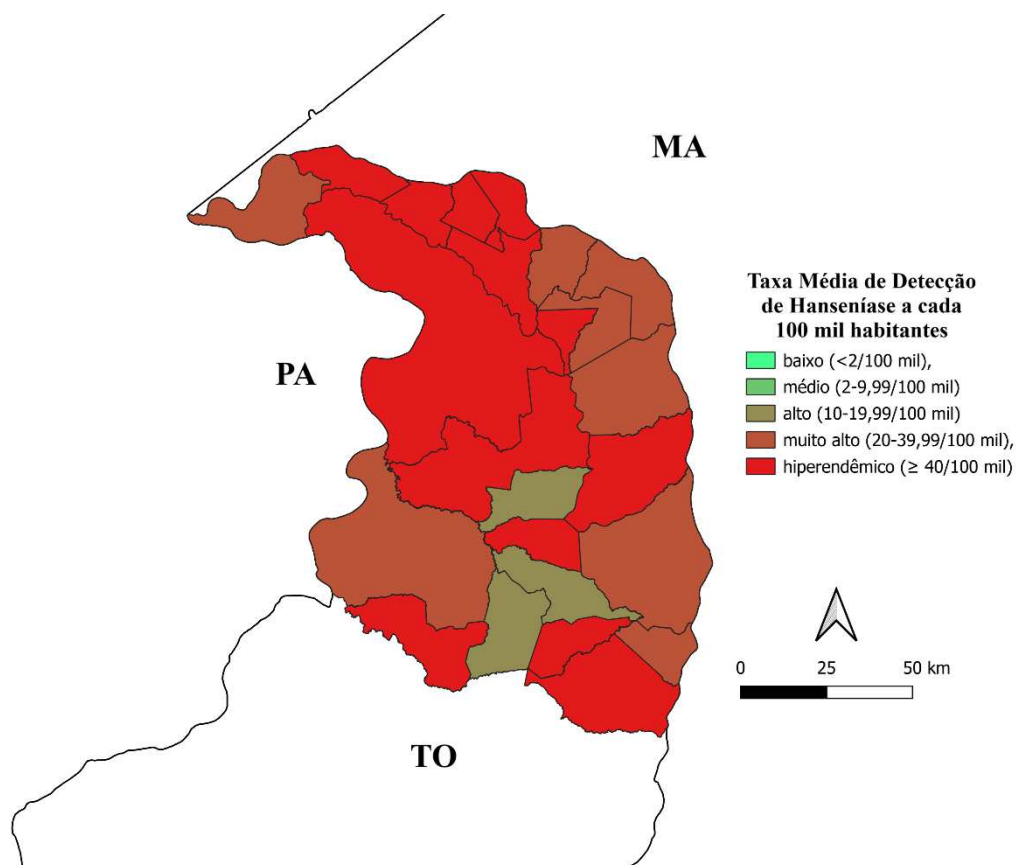 MA
PA
TO
Taxa Média de Detecção
de Hanseníase a cada
100 mil habitantes
baixo (<2/100 mil),
médio (2-9,99/100 mil)
alto (10-19,99/100 mil)
muito alto (20-39,99/100 mil),
hiperendêmico (≥ 40/100 mil)
0 25 50 km